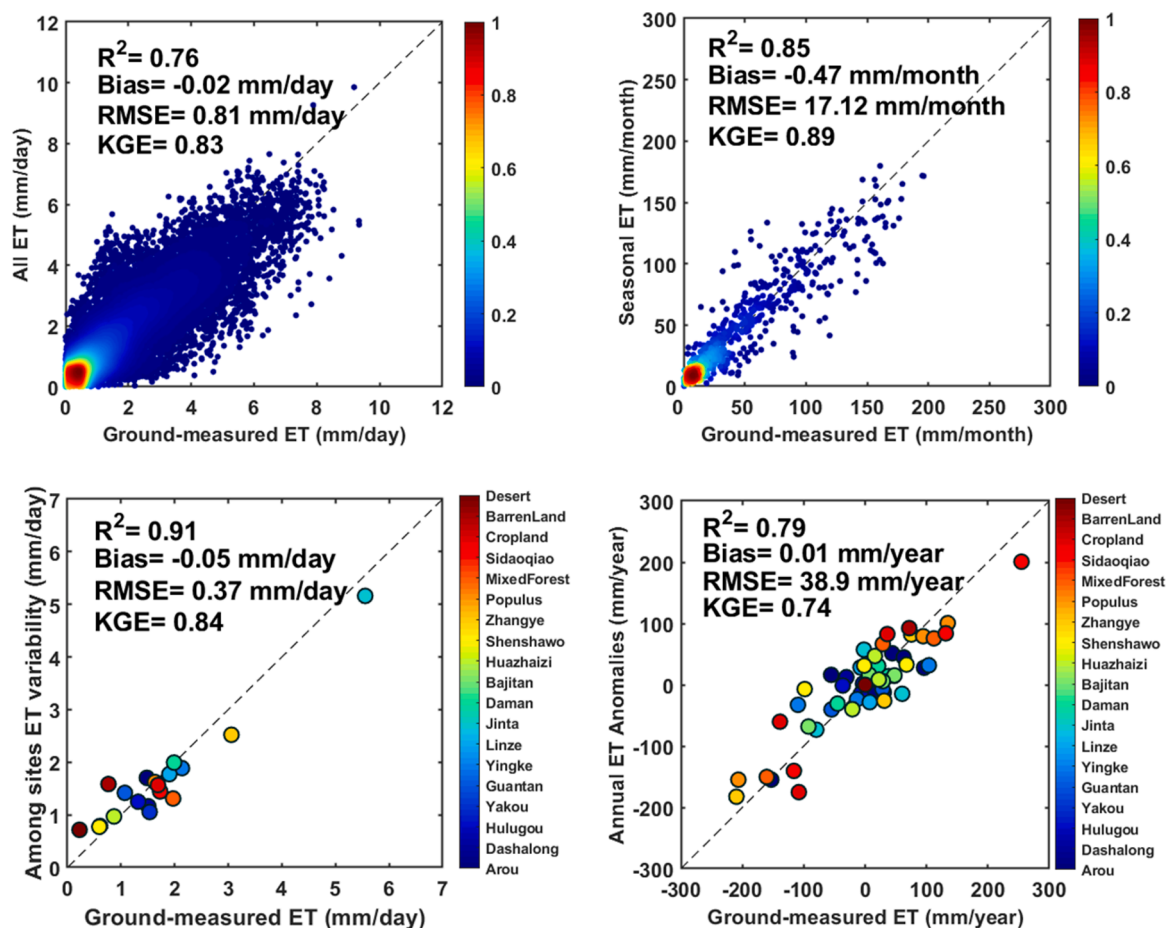 12
10
8
6
4
2
0
0
2
4
6
8
10
12
All ET (mm/day)
Ground-measured ET (mm/day)
R2= 0.76
Bias= -0.02 mm/day
RMSE= 0.81 mm/day
KGE= 0.83
1
0.8
0.6
0.4
0.2
0
300
250
200
150
100
50
0
0
50
100
150
200
250
300
Seasonal ET (mm/month)
Ground-measured ET (mm/month)
R2= 0.85
Bias= -0.47 mm/month
RMSE= 17.12 mm/month
KGE= 0.89
1
0.8
0.6
0.4
0.2
0
7
6
5
4
3
2
1
0
0
1
2
3
4
5
6
7
Among sites ET variability (mm/day)
Ground-measured ET (mm/day)
R2= 0.91
Bias= -0.05 mm/day
RMSE= 0.37 mm/day
KGE= 0.84
Desert
BarrenLand
Cropland
Sidaoqiao
MixedForest
Populus
Zhangye
Shenshawo
Huazhaizi
Bajitan
Daman
Jinta
Linze
Yingke
Guantan
Yakou
Hulugou
Dashalong
Arou
300
200
100
0
-100
-200
-300
-300
-200
-100
0
100
200
300
Annual ET Anomalies (mm/year)
Ground-measured ET (mm/year)
R2= 0.79
Bias= 0.01 mm/year
RMSE= 38.9 mm/year
KGE= 0.74
Desert
BarrenLand
Cropland
Sidaoqiao
MixedForest
Populus
Zhangye
Shenshawo
Huazhaizi
Bajitan
Daman
Jinta
Linze
Yingke
Guantan
Yakou
Hulugou
Dashalong
Arou